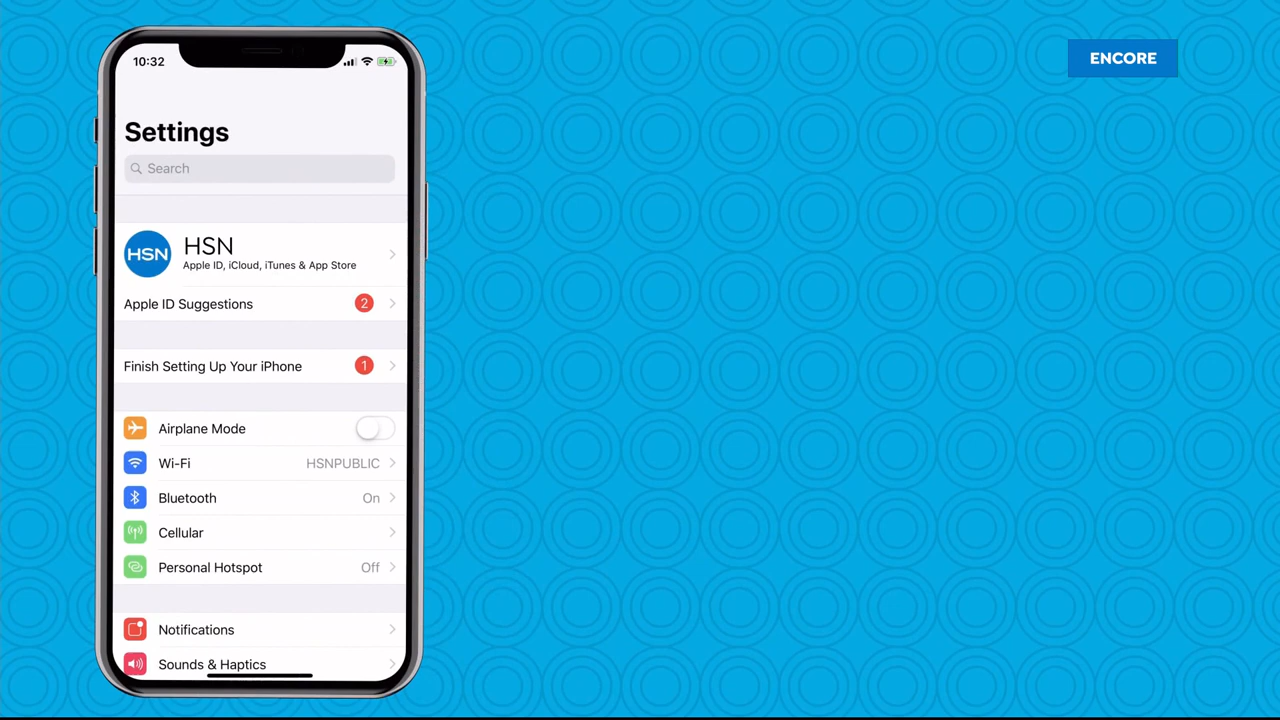 10:32
ENCORE
Settings
Search
HSN
HSN
Apple ID, iCloud, iTunes & App Store
Apple ID Suggestions 2
Finish Setting Up Your iPhone 1
Airplane Mode
Wi-Fi HSNPUBLIC
Bluetooth On
Cellular
Personal Hotspot Off
Notifications
Sounds & Haptics